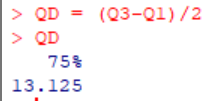 > QD = (Q3-Q1)/2
> QD
75%
13.125